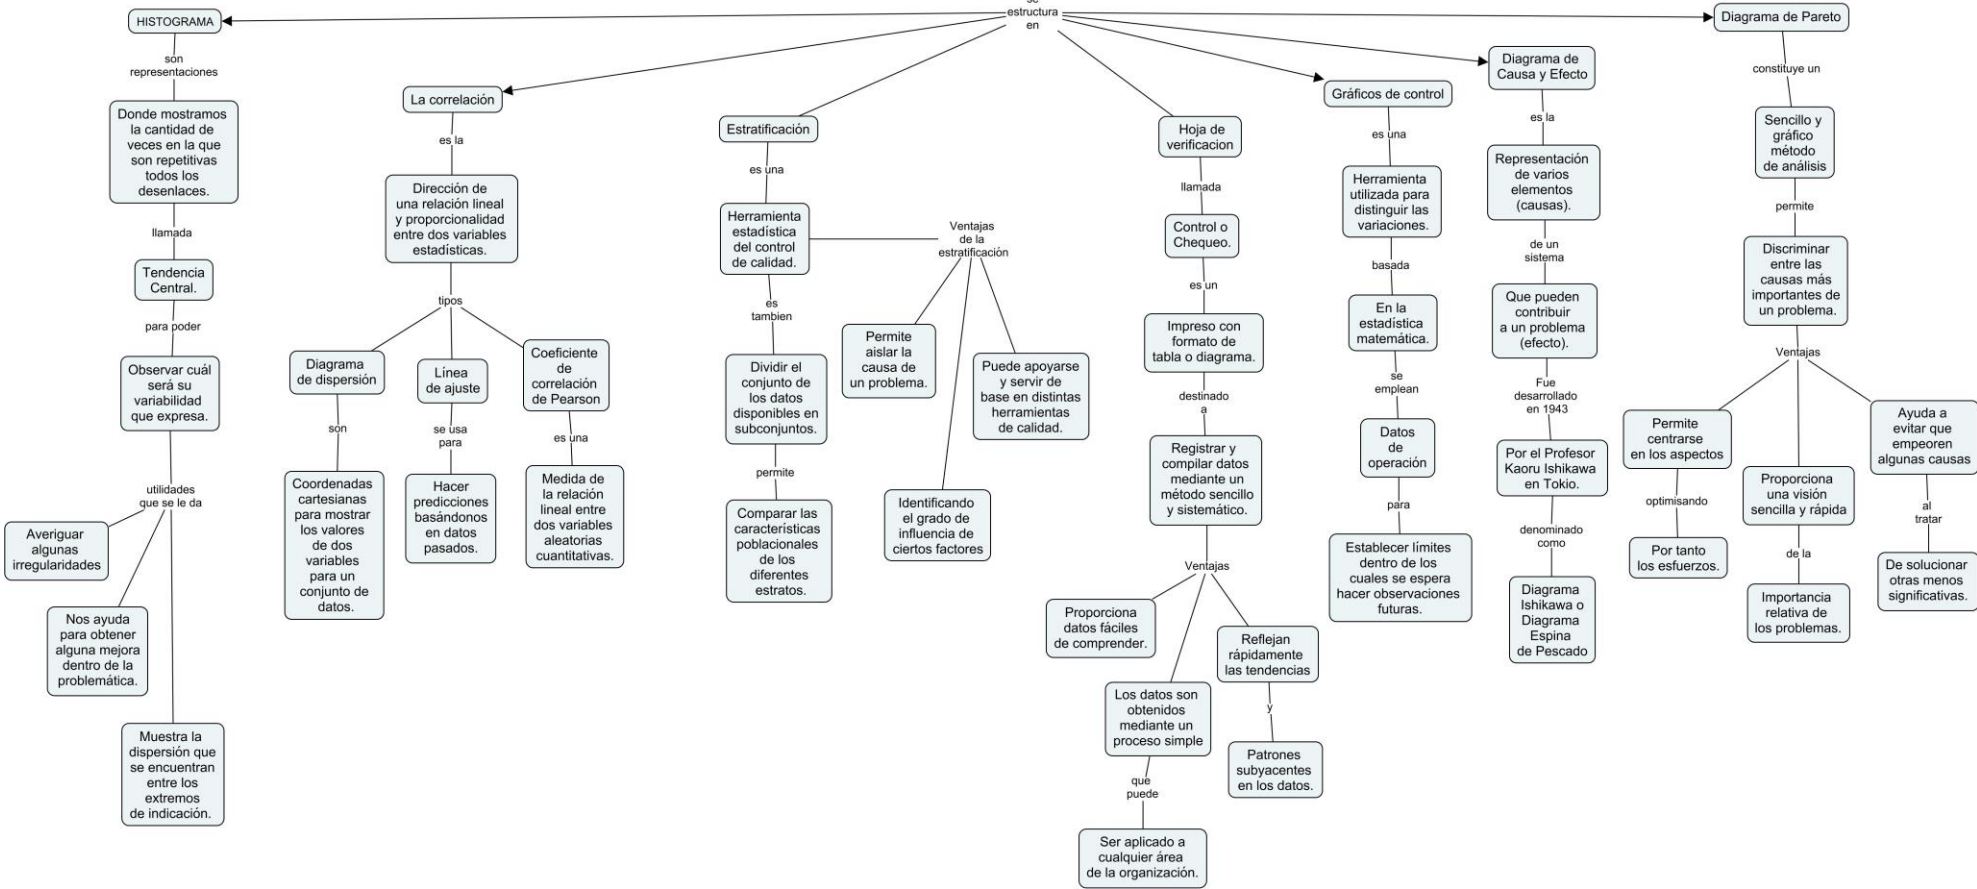 se
estructura
en
HISTOGRAMA
son
representaciones
Donde mostramos
la cantidad de
veces en la que
son repetitivas
todos los
desenlaces.
llamada
Tendencia
Central.
para poder
Observar cuál
será su
variabilidad
que expresa.
utilidades
que se le da
Averiguar
algunas
irregularidades
Nos ayuda
para obtener
alguna mejora
dentro de la
problemática.
Muestra la
dispersión que
se encuentran
entre los
extremos
de indicación.
La correlación
es la
Dirección de
una relación lineal
y proporcionalidad
entre dos variables
estadísticas.
tipos
Diagrama
de dispersión
son
Coordenadas
cartesianas
para mostrar
los valores
de dos
variables
para un
conjunto de
datos.
Línea
de ajuste
se usa
para
Hacer
predicciones
basándonos
en datos
pasados.
Coeficiente
de
correlación
de Pearson
es una
Medida de
la relación
lineal entre
dos variables
aleatorias
cuantitativas.
Estratificación
es una
Herramienta
estadística
del control
de calidad.
es
tambien
Dividir el
conjunto de
los datos
disponibles en
subconjuntos.
permite
Comparar las
características
poblacionales
de los
diferentes
estratos.
Ventajas
de la
estratificación
Permite
aislar la
causa de
un problema.
Identificando
el grado de
influencia de
ciertos factores
Puede apoyarse
y servir de
base en distintas
herramientas
de calidad.
Hoja de
verificacion
llamada
Control o
Chequeo.
es un
Impreso con
formato de
tabla o diagrama.
destinado
a
Registrar y
compilar datos
mediante un
método sencillo
y sistemático.
Ventajas
Proporciona
datos fáciles
de comprender.
Los datos son
obtenidos
mediante un
proceso simple
que
puede
Ser aplicado a
cualquier área
de la organización.
Reflejan
rápidamente
las tendencias
y
Patrones
subyacentes
en los datos.
Gráficos de control
es una
Herramienta
utilizada para
distinguir las
variaciones.
basada
En la
estadística
matemática.
se
emplean
Datos
de
operación
para
Establecer límites
dentro de los
cuales se espera
hacer observaciones
futuras.
Diagrama de
Causa y Efecto
es la
Representación
de varios
elementos
(causas).
de un
sistema
Que pueden
contribuir
a un problema
(efecto).
Fue
desarrollado
en 1943
Por el Profesor
Kaoru Ishikawa
en Tokio.
denominado
como
Diagrama
Ishikawa o
Diagrama
Espina
de Pescado
Diagrama de Pareto
constituye un
Sencillo y
gráfico
método
de análisis
permite
Discriminar
entre las
causas más
importantes de
un problema.
Ventajas
Permite
centrarse
en los aspectos
optimisando
Por tanto
los esfuerzos.
Proporciona
una visión
sencilla y rápida
de la
Importancia
relativa de
los problemas.
Ayuda a
evitar que
empeoren
algunas causas
al
tratar
De solucionar
otras menos
significativas.